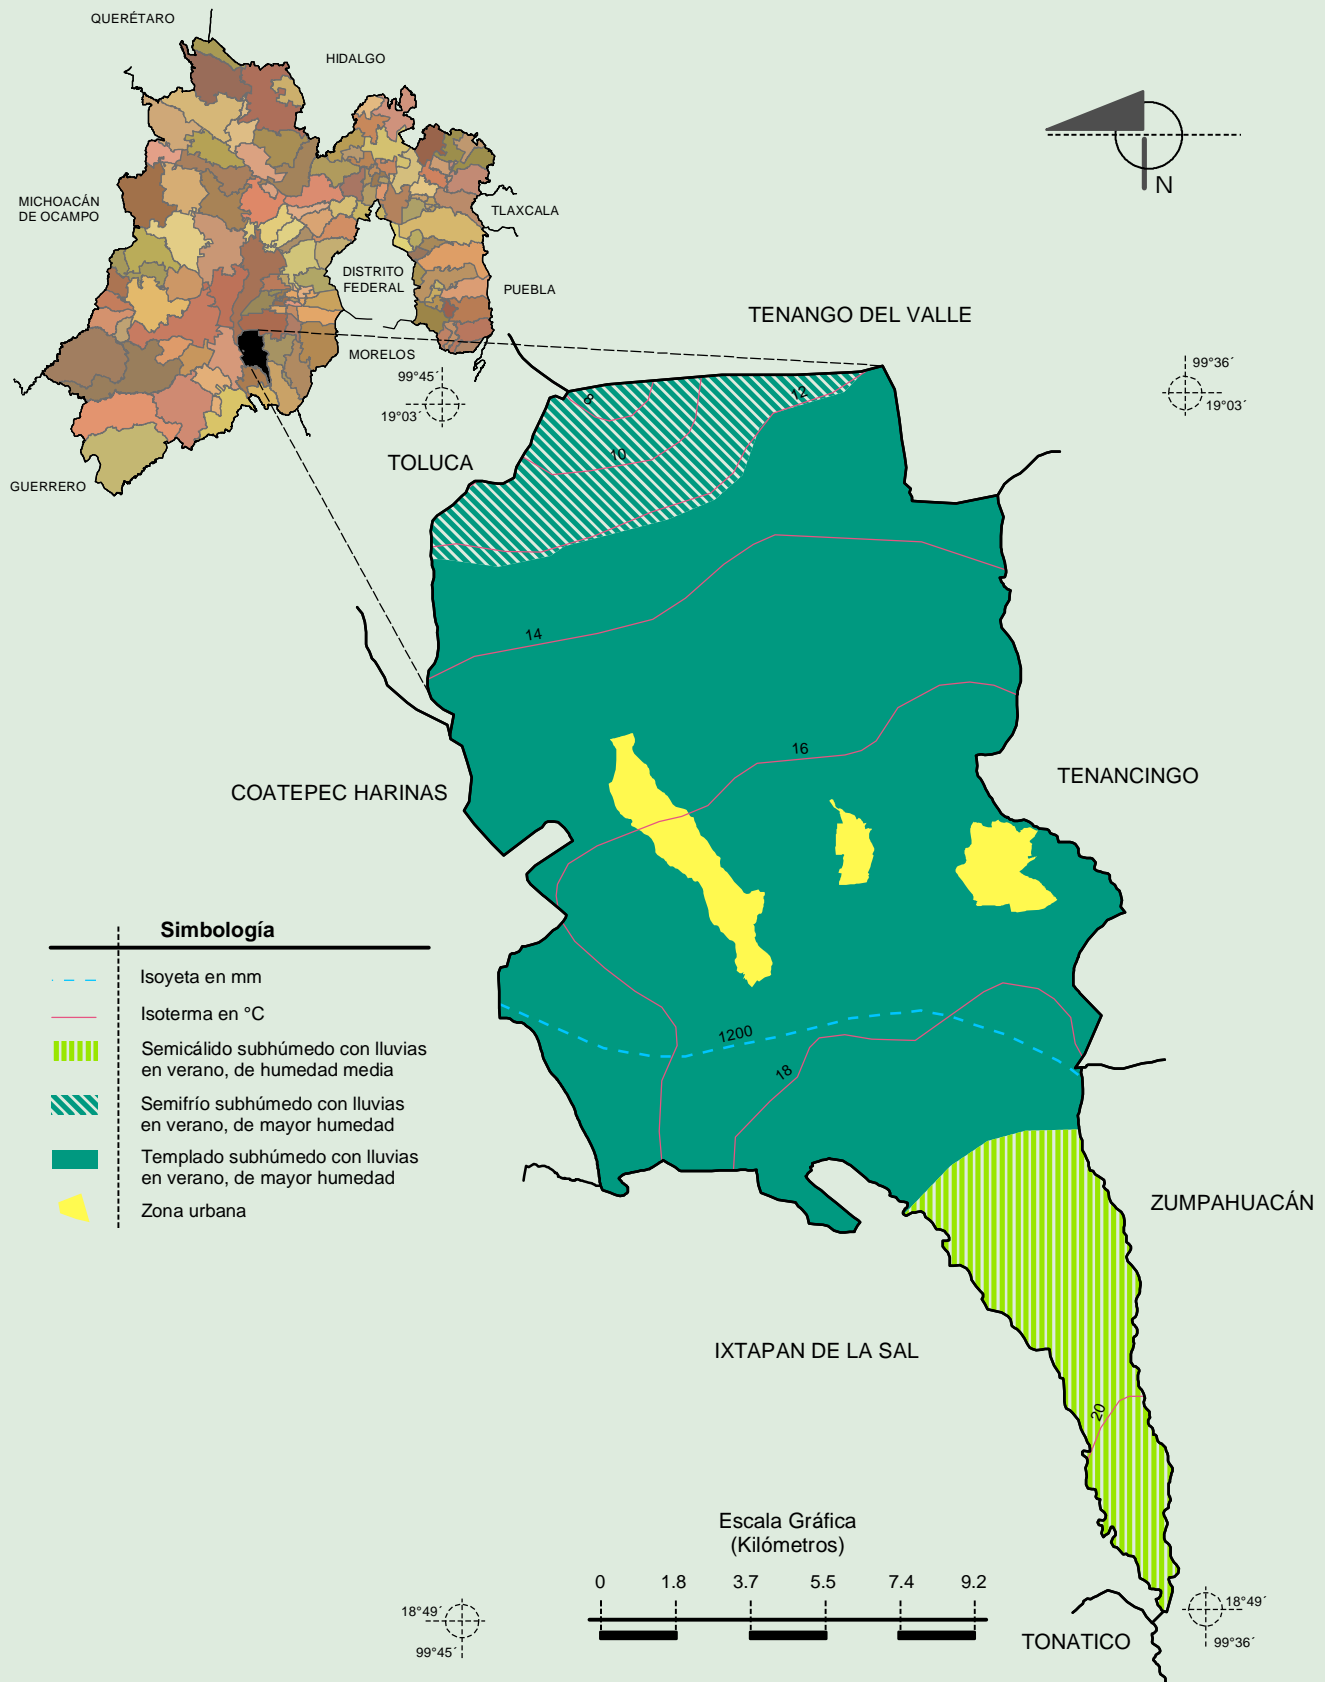 QUERÉTARO
HIDALGO
MICHOACÁN
DE OCAMPO
TLAXCALA
DISTRITO
FEDERAL
PUEBLA
MORELOS
GUERRERO
N
TENANGO DEL VALLE
99°45´
19°03´
99°36´
19°03´
TOLUCA
8
12
10
14
16
COATEPEC HARINAS
TENANCINGO
Simbología
Isoyeta en mm
Isoterma en °C
Semicálido subhúmedo con lluvias
en verano, de humedad media
Semifrío subhúmedo con lluvias
en verano, de mayor humedad
Templado subhúmedo con lluvias
en verano, de mayor humedad
Zona urbana
1200
18
ZUMPAHUACÁN
IXTAPAN DE LA SAL
20
Escala Gráfica
(Kilómetros)
0 1.8 3.7 5.5 7.4 9.2
18°49´
99°45´
18°49´
99°36´
TONATICO